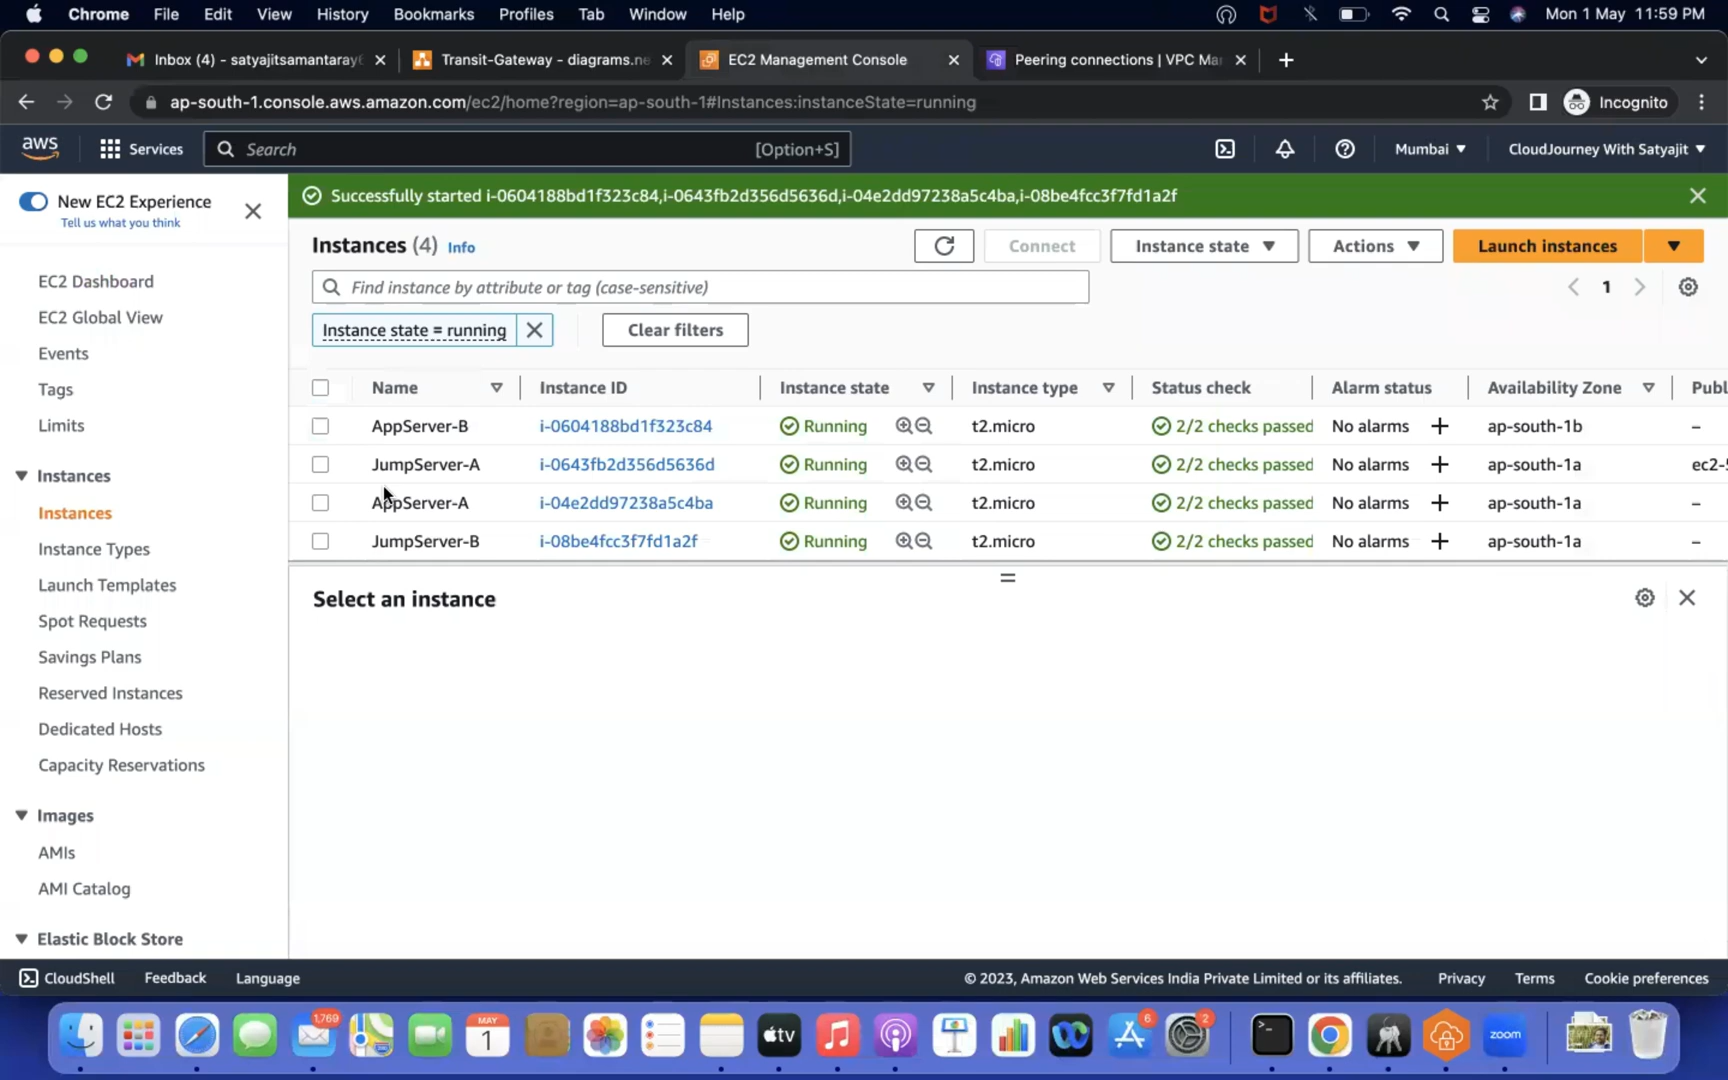 Chrome File Edit View History Bookmarks Profiles Tab Window Help Mon 1 May 11:59 PM
Inbox (4) - satyajitsamantaray Transit-Gateway - diagrams.ne EC2 Management Console Peering connections | VPC Ma
ap-south-1.console.aws.amazon.com/ec2/home?region=ap-south-1#Instances:instanceState=running Incognito
aws Services Search [Option+S] Mumbai CloudJourney With Satyajit
New EC2 Experience
Tell us what you think
EC2 Dashboard
EC2 Global View
Events
Tags
Limits
Instances
Instances
Instance Types
Launch Templates
Spot Requests
Savings Plans
Reserved Instances
Dedicated Hosts
Capacity Reservations
Images
AMIs
AMI Catalog
Elastic Block Store
Successfully started i-0604188bd1f323c84,i-0643fb2d356d5636d,i-04e2dd97238a5c4ba,i-08be4fcc3f7fd1a2f
Instances (4) Info Connect Instance state Actions Launch instances
Find instance by attribute or tag (case-sensitive) 1
Instance state = running Clear filters
Name Instance ID Instance state Instance type Status check Alarm status Availability Zone Publ
AppServer-B i-0604188bd1f323c84 Running t2.micro 2/2 checks passed No alarms + ap-south-1b –
JumpServer-A i-0643fb2d356d5636d Running t2.micro 2/2 checks passed No alarms + ap-south-1a ec2-
AppServer-A i-04e2dd97238a5c4ba Running t2.micro 2/2 checks passed No alarms + ap-south-1a –
JumpServer-B i-08be4fcc3f7fd1a2f Running t2.micro 2/2 checks passed No alarms + ap-south-1a –
Select an instance
CloudShell Feedback Language © 2023, Amazon Web Services India Private Limited or its affiliates. Privacy Terms Cookie preferences
1,769 MAY 1 tv 6 2 zoom